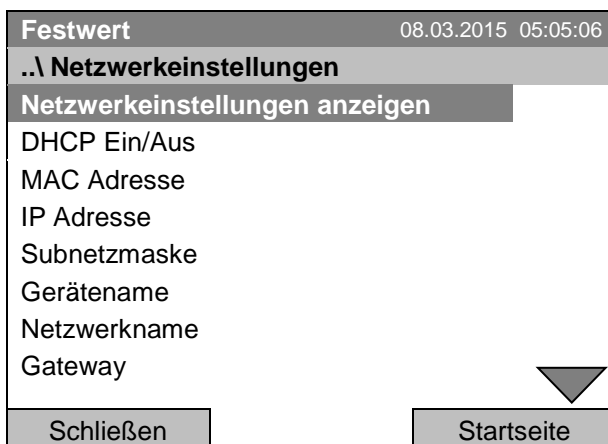 Festwert 08.03.2015 05:05:06
..\ Netzwerkeinstellungen
Netzwerkeinstellungen anzeigen
DHCP Ein/Aus
MAC Adresse
IP Adresse
Subnetzmaske
Gerätename
Netzwerkname
Gateway
Schließen Startseite